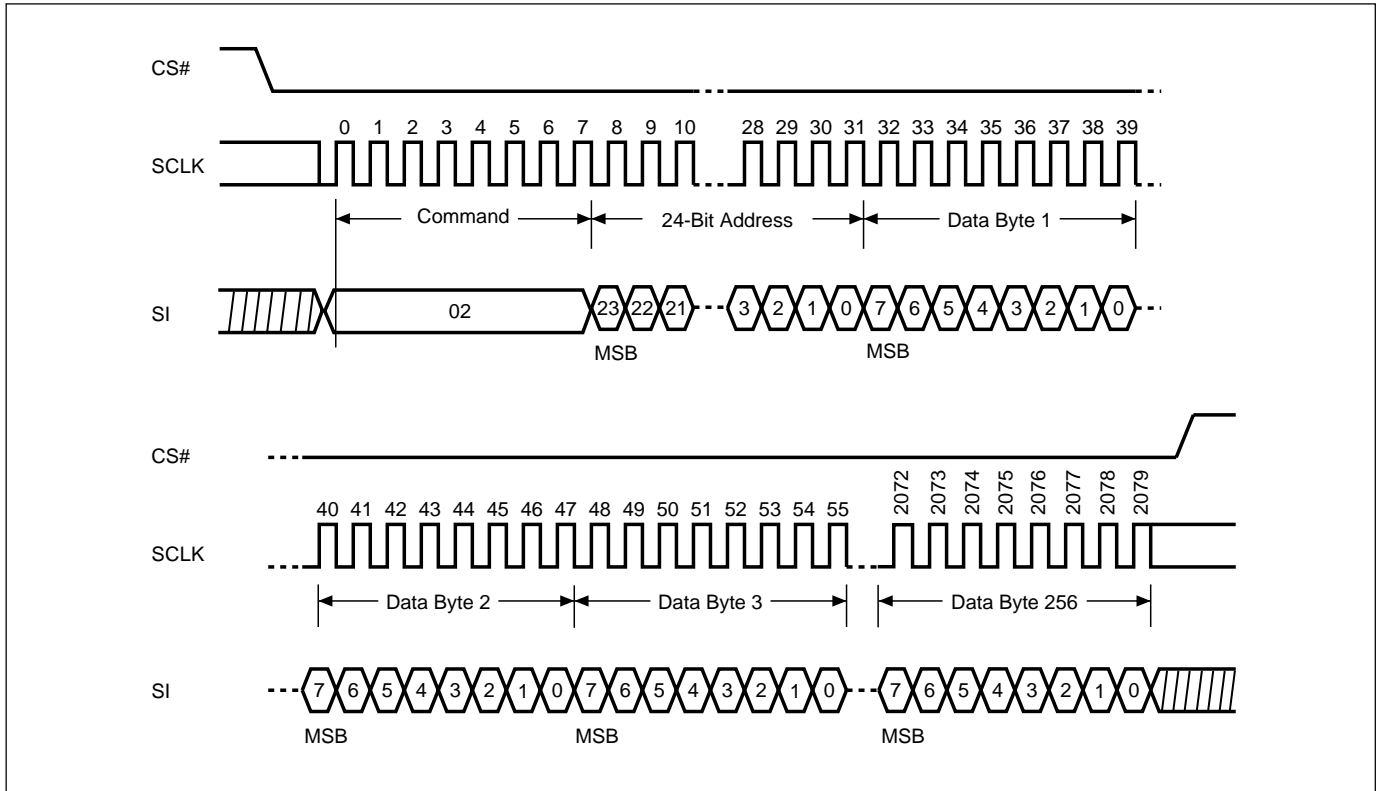 CS#
0 1 2 3 4 5 6 7 8 9 10 28 29 30 31 32 33 34 35 36 37 38 39
SCLK
Command 24-Bit Address Data Byte 1
SI 02 23 22 21 3 2 1 0 7 6 5 4 3 2 1 0
MSB MSB
CS#
2072 2073 2074 2075 2076 2077 2078 2079
40 41 42 43 44 45 46 47 48 49 50 51 52 53 54 55
SCLK
Data Byte 2 Data Byte 3 Data Byte 256
SI 7 6 5 4 3 2 1 0 7 6 5 4 3 2 1 0 7 6 5 4 3 2 1 0
MSB MSB MSB